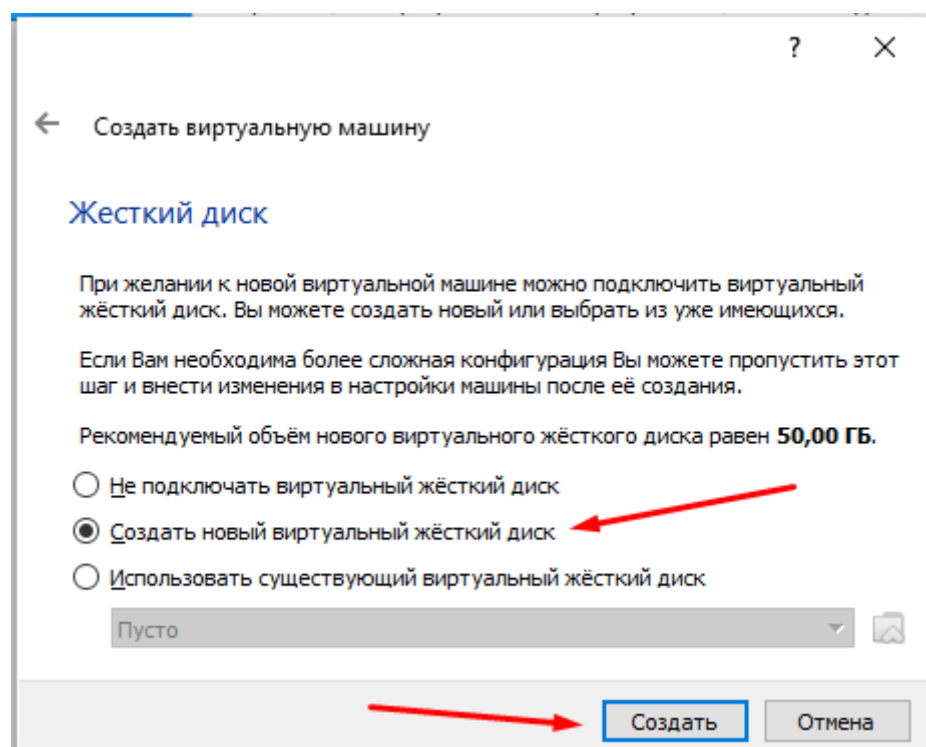 ?
Создать виртуальную машину
Жесткий диск
При желании к новой виртуальной машине можно подключить виртуальный
жёсткий диск. Вы можете создать новый или выбрать из уже имеющихся.
Если Вам необходима более сложная конфигурация Вы можете пропустить этот
шаг и внести изменения в настройки машины после её создания.
Рекомендуемый объём нового виртуального жёсткого диска равен 50,00 ГБ.
Не подключать виртуальный жёсткий диск
Создать новый виртуальный жёсткий диск
Использовать существующий виртуальный жёсткий диск
Пусто
Создать Отмена